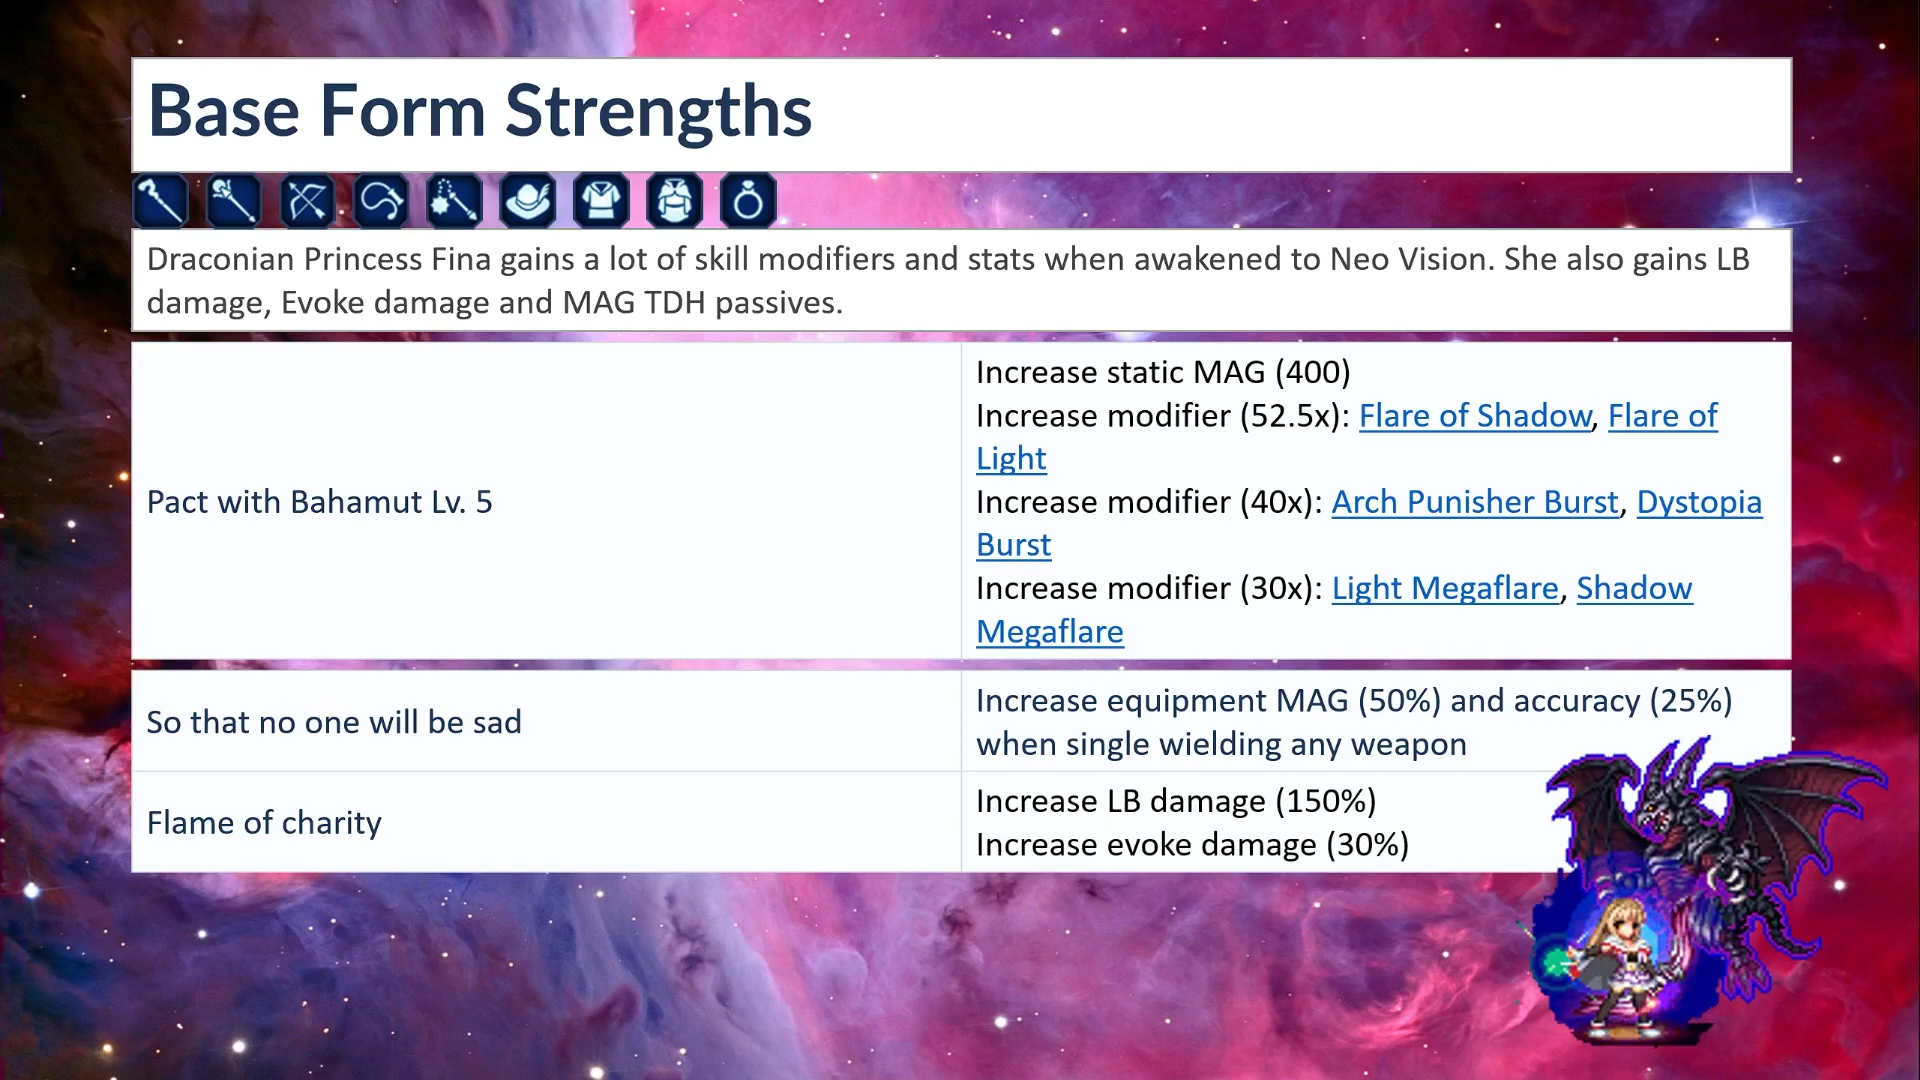 Base Form Strengths
Draconian Princess Fina gains a lot of skill modifiers and stats when awakened to Neo Vision. She also gains LB
damage, Evoke damage and MAG TDH passives.
Pact with Bahamut Lv. 5
Increase static MAG (400)
Increase modifier (52.5x): Flare of Shadow, Flare of
Light
Increase modifier (40x): Arch Punisher Burst, Dystopia
Burst
Increase modifier (30x): Light Megaflare, Shadow
Megaflare
So that no one will be sad
Increase equipment MAG (50%) and accuracy (25%)
when single wielding any weapon
Flame of charity
Increase LB damage (150%)
Increase evoke damage (30%)